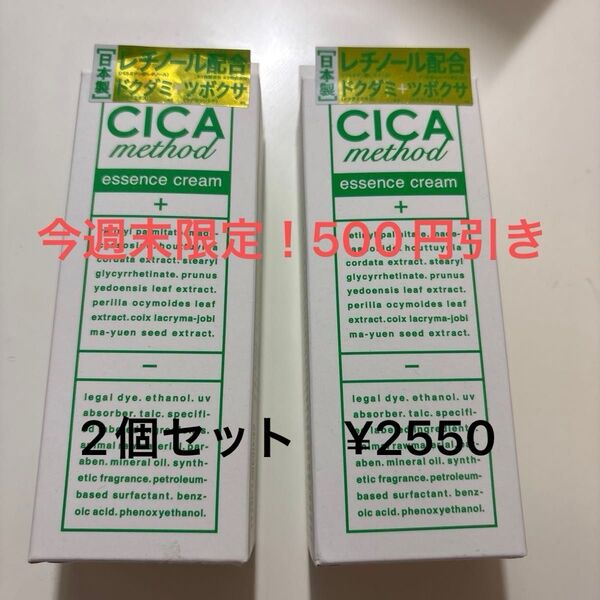 [日本製]
レチノール配合
ドクダミ+ツボクサ
CICA
method
essence cream
+
cordata extract. stearyl
glycyrrhetinate. prunus
yedoensis leaf extract.
perilla ocymoides leaf
extract. coix lacryma-jobi
ma-yuen seed extract.
−
legal dye. ethanol. uv
absorber. talc. specifi-
aben. mineral oil. synth-
etic fragrance. petroleum-
based surfactant. benz-
oic acid. phenoxyethanol.
[日本製]
レチノール配合
ドクダミ+ツボクサ
CICA
method
essence cream
+
cordata extract. stearyl
glycyrrhetinate. prunus
yedoensis leaf extract.
perilla ocymoides leaf
extract. coix lacryma-jobi
ma-yuen seed extract.
−
legal dye. ethanol. uv
absorber. talc. specifi-
aben. mineral oil. synth-
etic fragrance. petroleum-
based surfactant. benz-
oic acid. phenoxyethanol.
今週末限定！500円引き
2個セット ¥2550